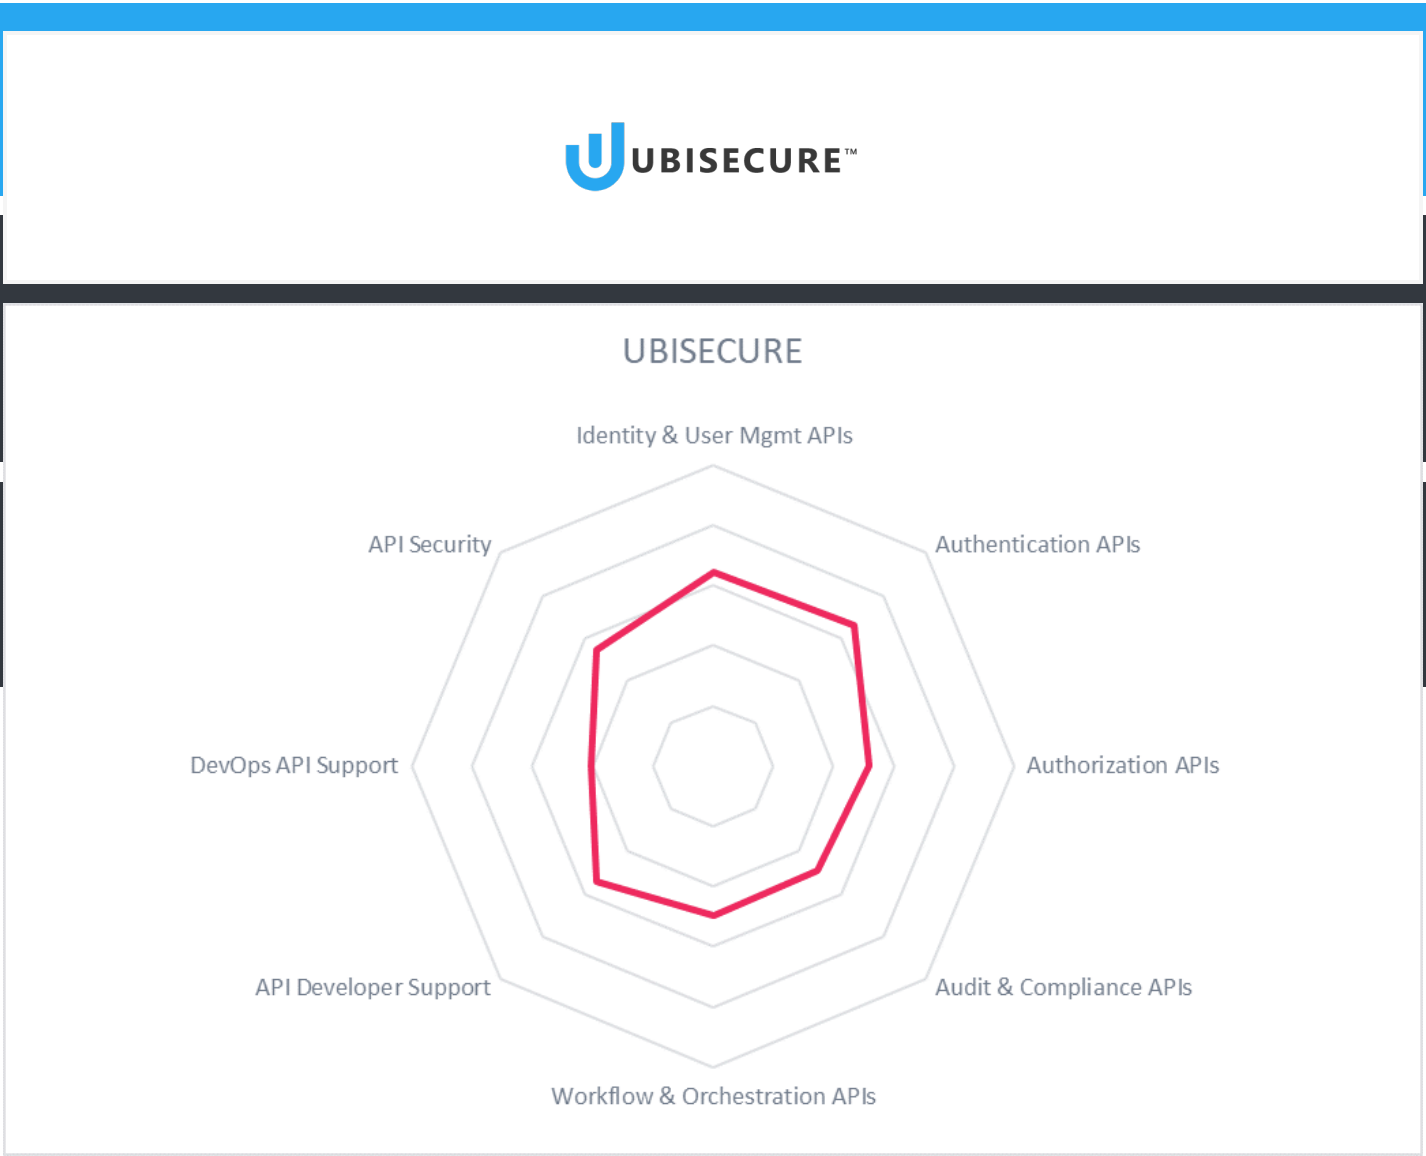 UBISECURE™
UBISECURE
Identity & User Mgmt APIs
API Security
Authentication APIs
DevOps API Support
Authorization APIs
API Developer Support
Audit & Compliance APIs
Workflow & Orchestration APIs